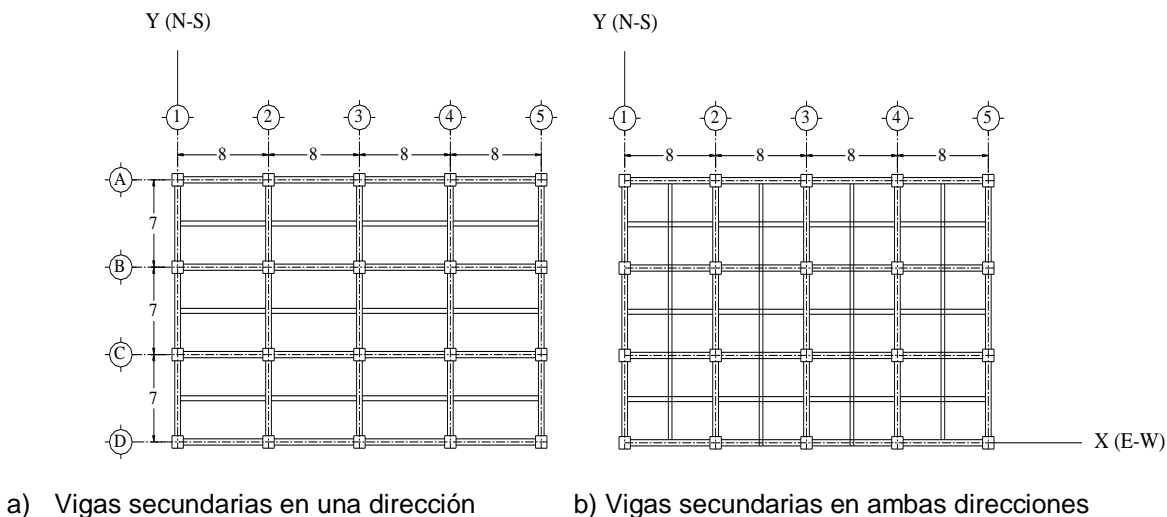 Y (N-S)
Y (N-S)
1 2 3 4 5
1 2 3 4 5
8 8 8 8
8 8 8 8
A
7
B
7
C
7
D
X (E-W)
a) Vigas secundarias en una dirección
b) Vigas secundarias en ambas direcciones